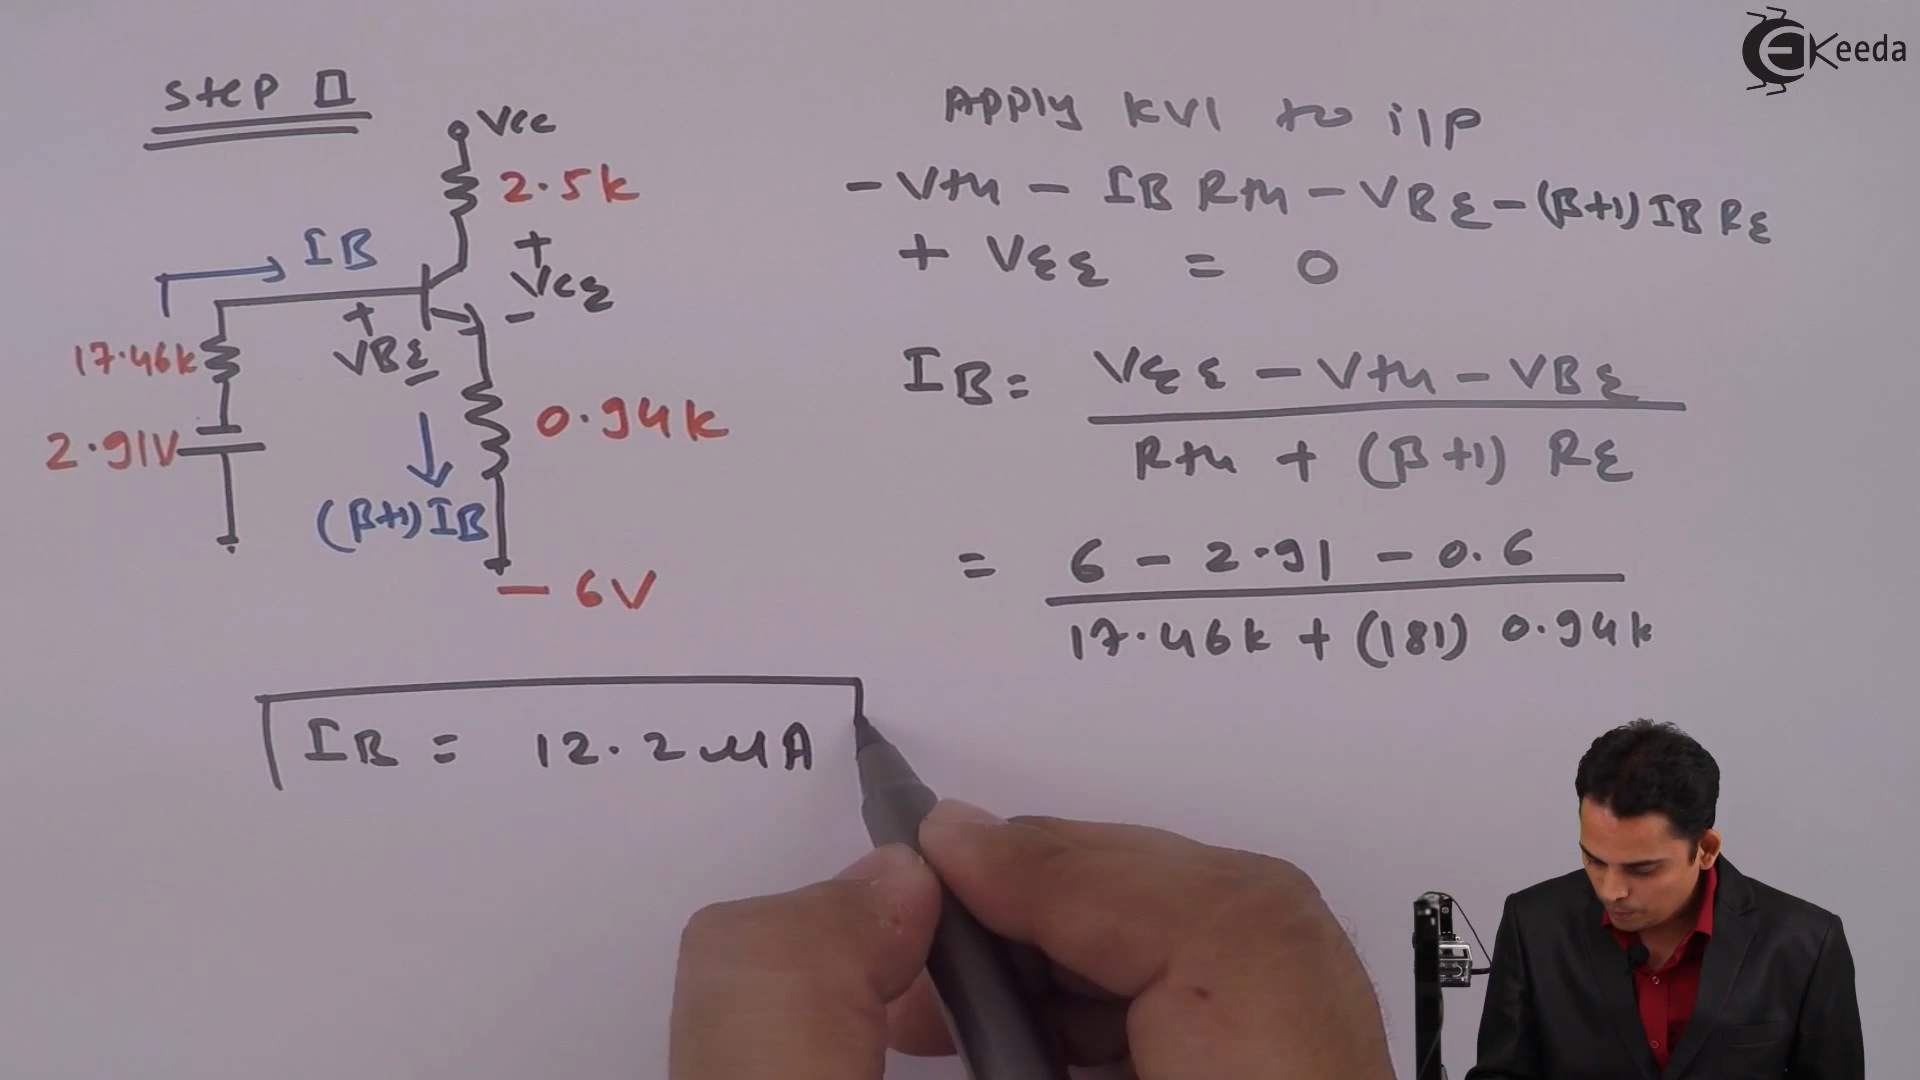 Step II
VCC
2.5k
IB
+
VCE
-
+
VBE
17.46k
2.91V
0.94k
(β+1)IB
- 6V
Apply KVL to i/p
- Vth - IB Rth - VBE - (β+1) IB RE
+ VEE = 0
IB = VEE - Vth - VBE
Rth + (β+1) RE
= 6 - 2.91 - 0.6
17.46k + (181) 0.94k
IB = 12.2 μA
EKeeda